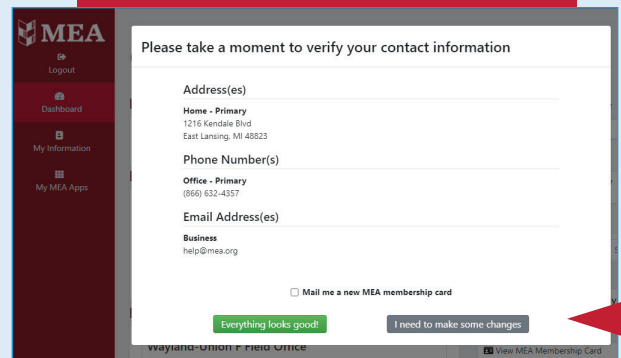 MEA
Logout
Dashboard
My Information
My MEA Apps
Please take a moment to verify your contact information
Address(es)
Home - Primary
1216 Kendale Blvd
East Lansing, MI 48823
Phone Number(s)
Office - Primary
(866) 632-4357
Email Address(es)
Business
help@mea.org
Mail me a new MEA membership card
Everything looks good!
I need to make some changes
Wayland-Union F Field Office
View MEA Membership Card